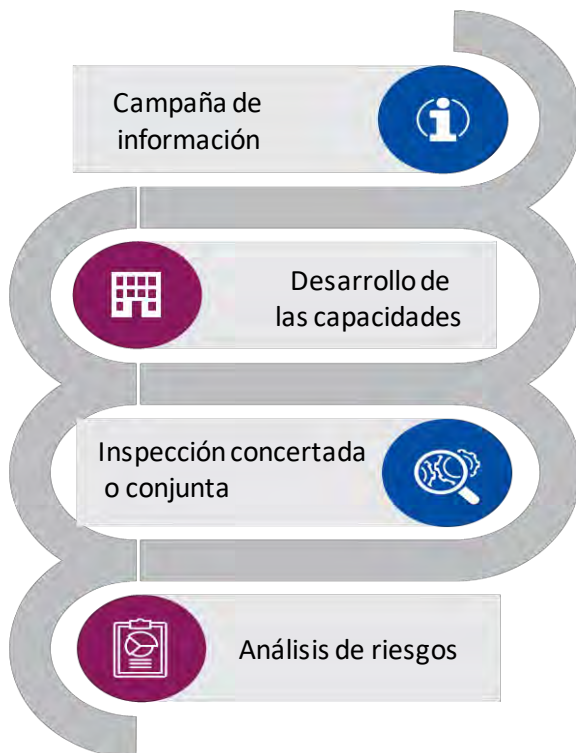 Campaña de
información
Desarrollo de
las capacidades
Inspección concertada
o conjunta
Análisis de riesgos